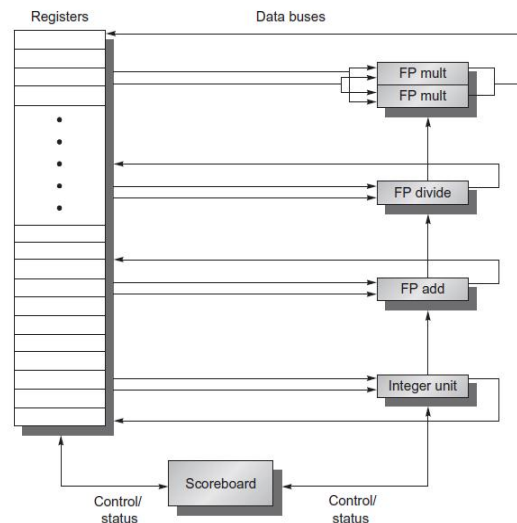 Registers
Data buses
FP mult
FP mult
FP divide
FP add
Integer unit
Scoreboard
Control/
status
Control/
status